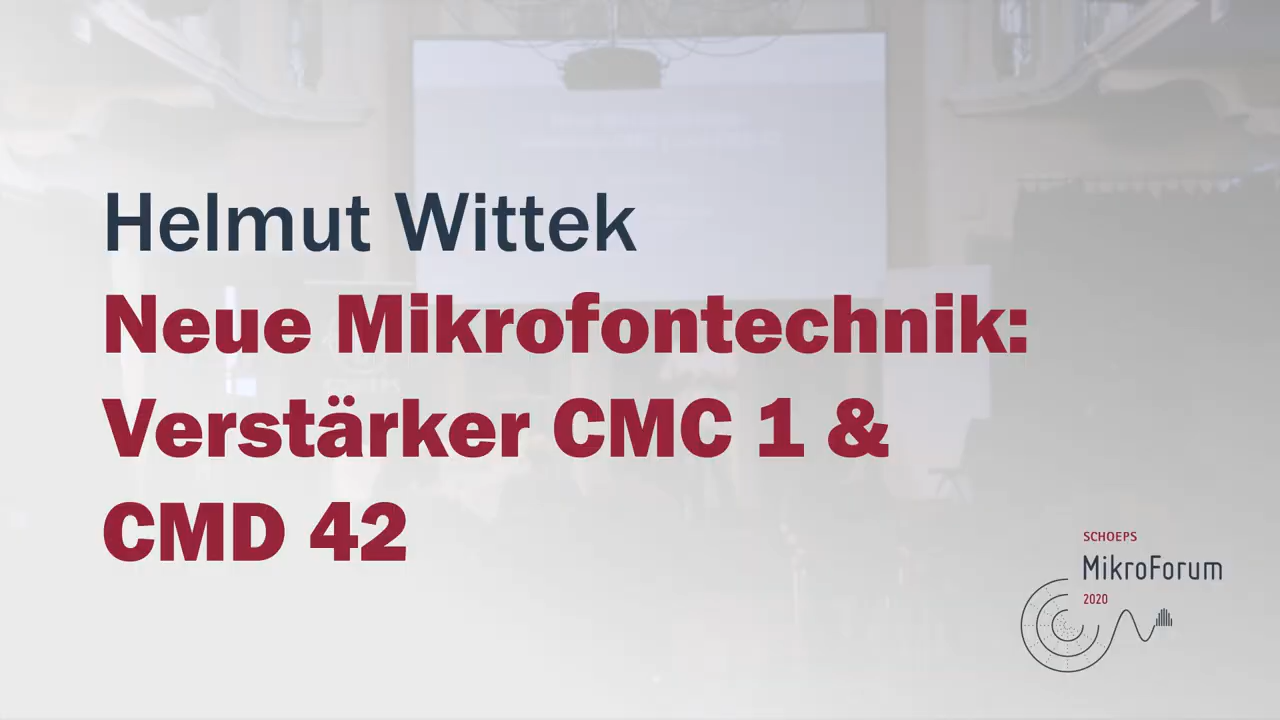 Helmut Wittek
Neue Mikrofontechnik:
Verstärker CMC 1 &
CMD 42
SCHOEPS
MikroForum
2020